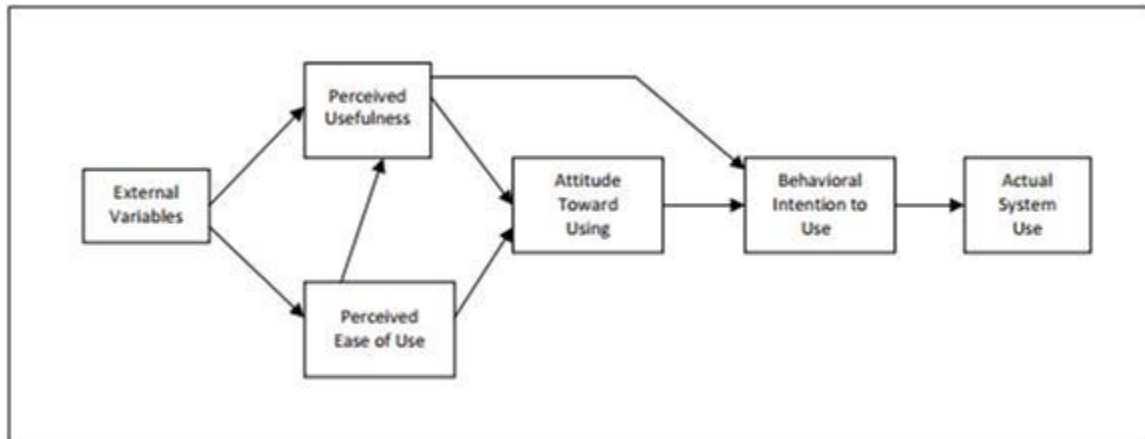 External
Variables
Perceived
Usefulness
Perceived
Ease of Use
Attitude
Toward
Using
Behavioral
Intention to
Use
Actual
System
Use